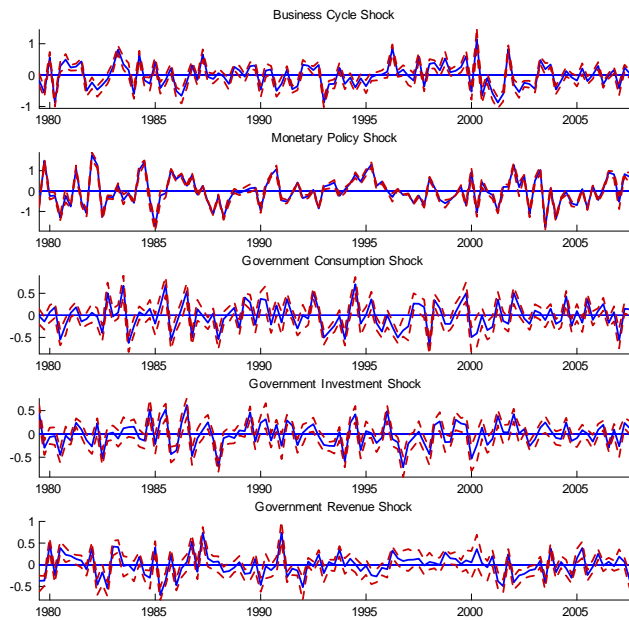 Business Cycle Shock
1
0
-1
1980 1985 1990 1995 2000 2005
Monetary Policy Shock
1
0
-1
1980 1985 1990 1995 2000 2005
Government Consumption Shock
0.5
0
-0.5
1980 1985 1990 1995 2000 2005
Government Investment Shock
0.5
0
-0.5
1980 1985 1990 1995 2000 2005
Government Revenue Shock
1
0.5
0
-0.5
1980 1985 1990 1995 2000 2005